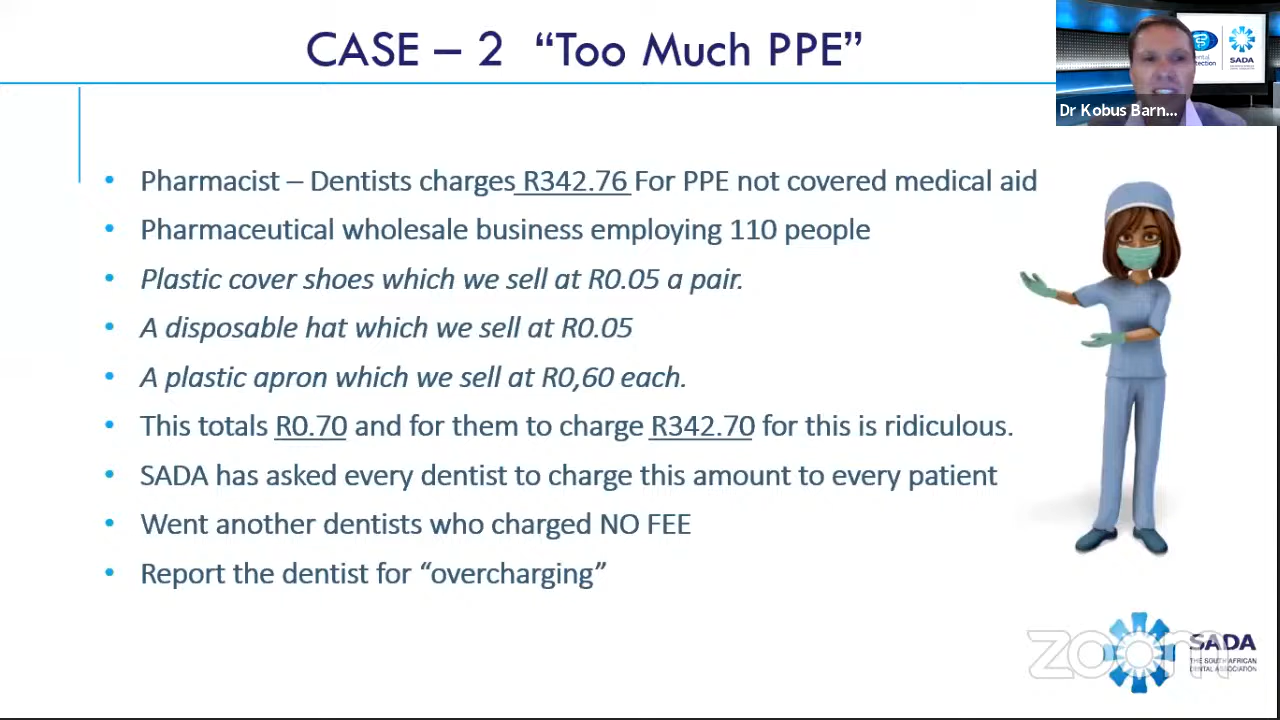 CASE – 2 “Too Much PPE”
SADA
Dr Kobus Barn...
• Pharmacist – Dentists charges R342.76 For PPE not covered medical aid
• Pharmaceutical wholesale business employing 110 people
• Plastic cover shoes which we sell at R0.05 a pair.
• A disposable hat which we sell at R0.05
• A plastic apron which we sell at R0,60 each.
• This totals R0.70 and for them to charge R342.70 for this is ridiculous.
• SADA has asked every dentist to charge this amount to every patient
• Went another dentists who charged NO FEE
• Report the dentist for “overcharging”
zoom
SADA
THE SOUTH AFRICAN
DENTAL ASSOCIATION